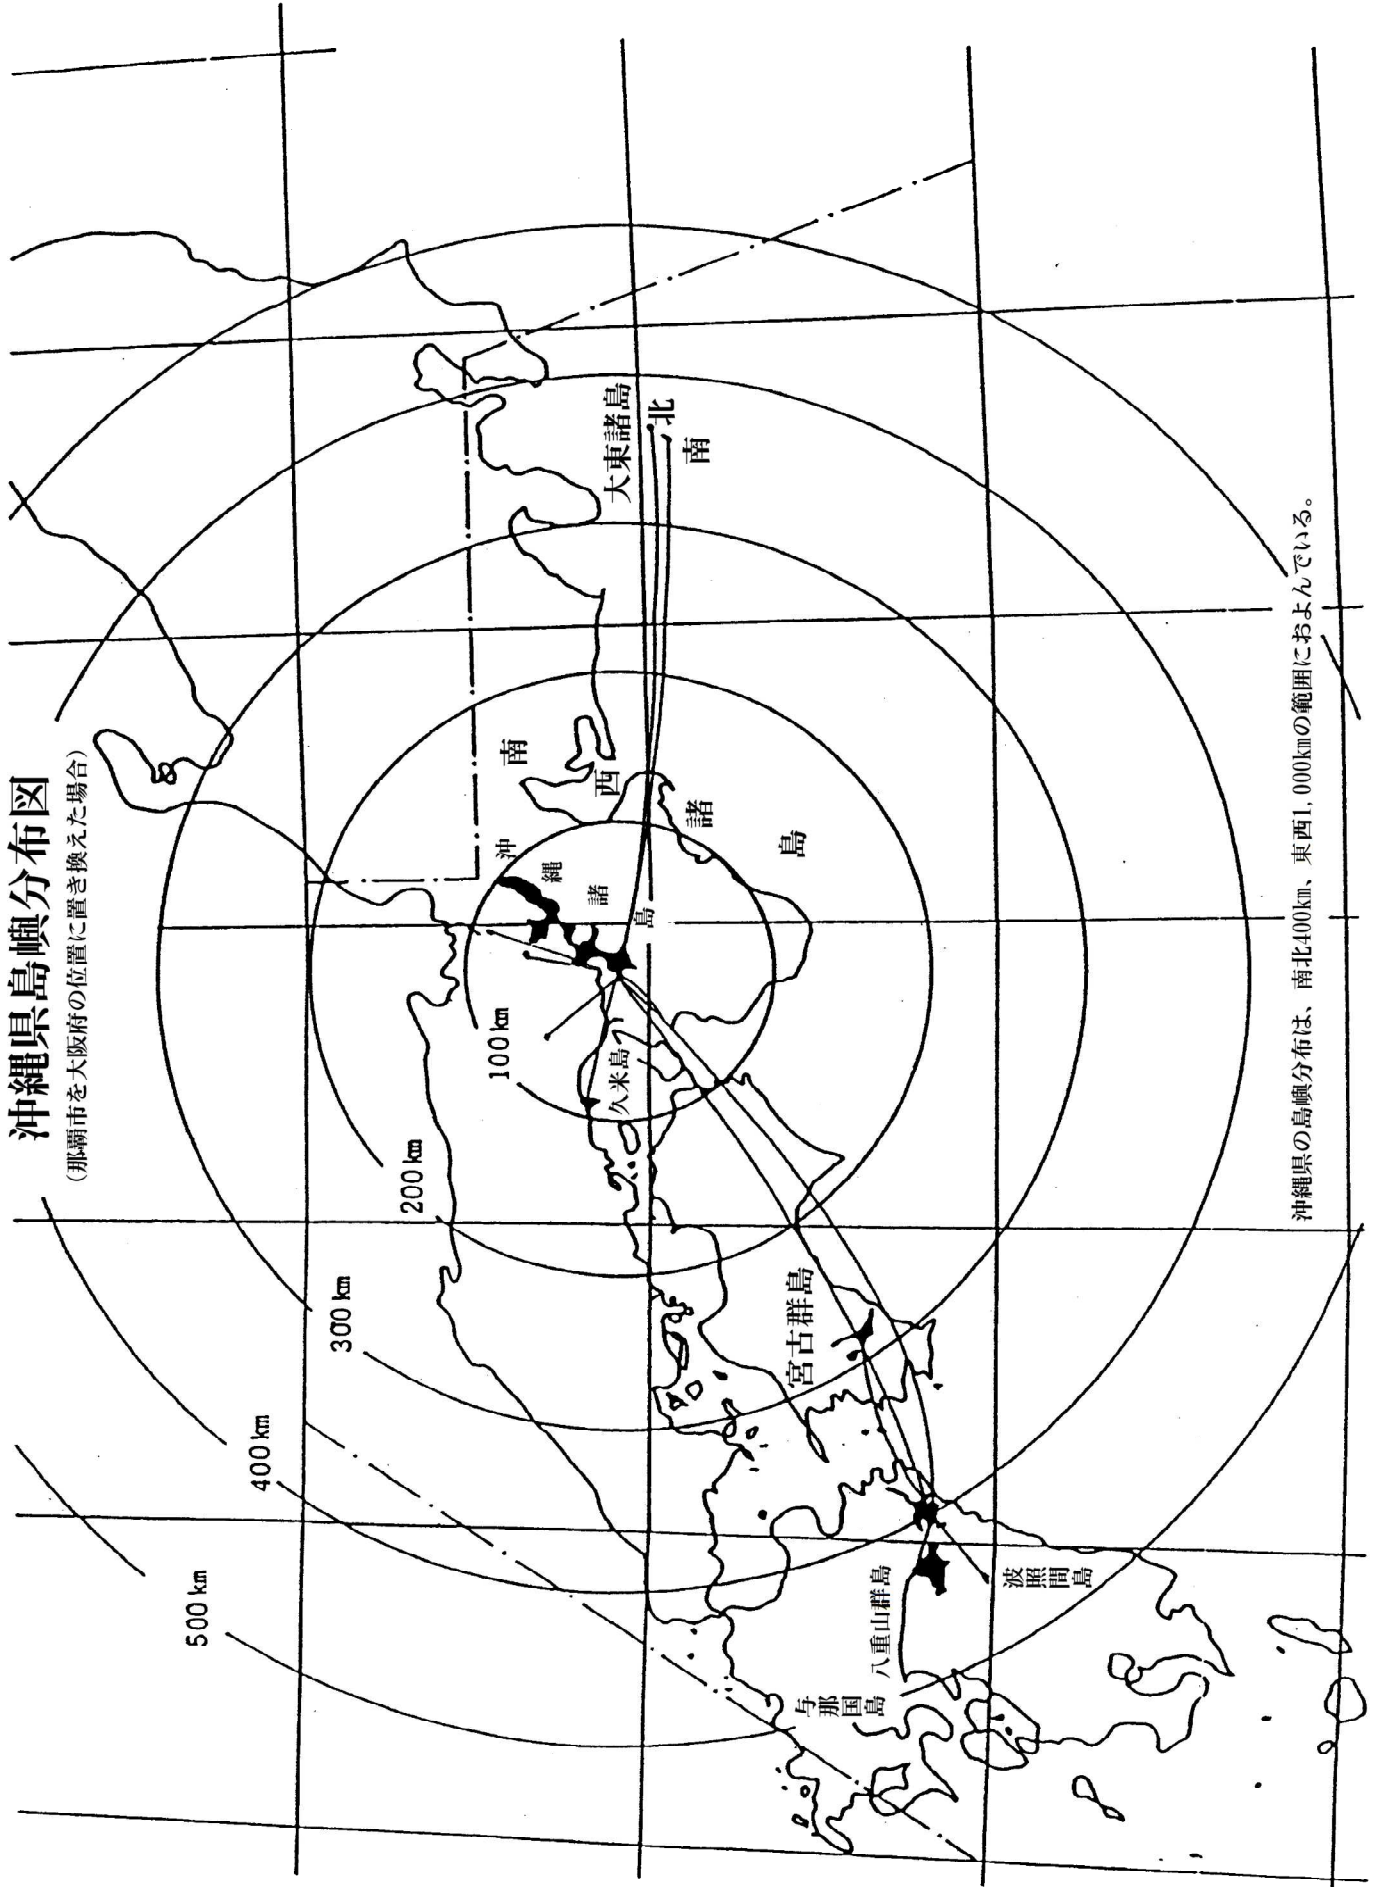 沖縄県島嶼分布図
(那覇市を大阪府の位置に置き換えた場合)
500km
400km
300km
200km
100km
沖縄諸島
南西諸島
大東諸島
北
南
久米島
宮古群島
八重山群島
与那国島
波照間島
沖縄県の島嶼分布は、南北400km、東西1,000kmの範囲におよんでいる。